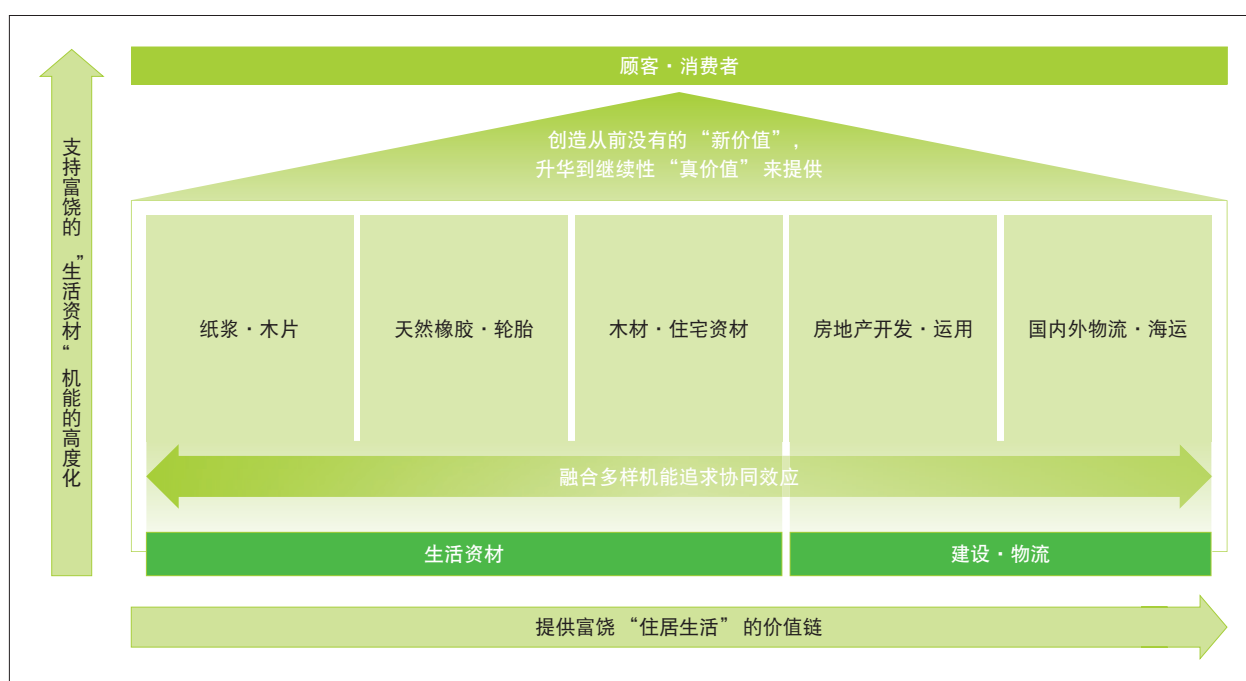 顾客・消费者
创造从前没有的“新价值”,
升华到继续性“真价值”来提供
支持富饶的“生活资材“机能的高度化
纸浆・木片
天然橡胶・轮胎
木材・住宅资材
房地产开发・运用
国内外物流・海运
融合多样机能追求协同效应
生活资材
建设・物流
提供富饶“住居生活”的价值链